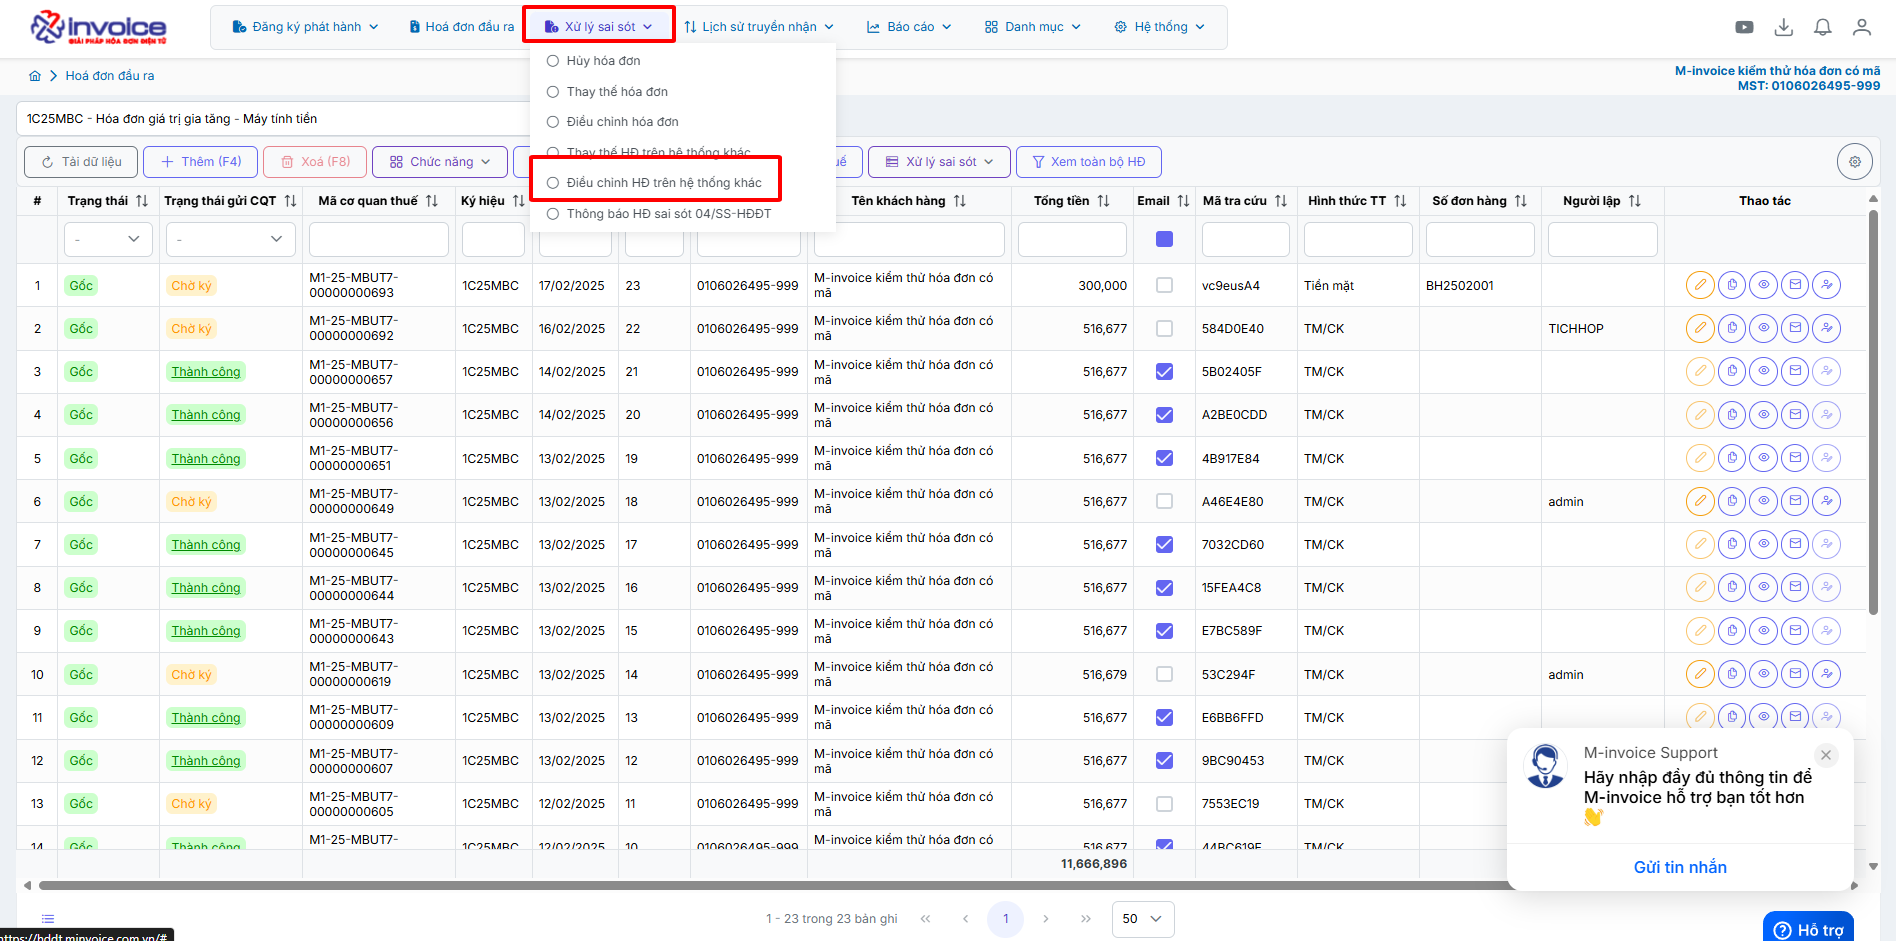 invoice
GIẢI PHÁP HÓA ĐƠN ĐIỆN TỬ
Đăng ký phát hành
Hoá đơn đầu ra
Xử lý sai sót
Lịch sử truyền nhận
Báo cáo
Danh mục
Hệ thống
Hủy hóa đơn
Thay thế hóa đơn
Điều chỉnh hóa đơn
Thay thế HĐ trên hệ thống khác
Điều chỉnh HĐ trên hệ thống khác
Thông báo HĐ sai sót 04/SS-HĐĐT
Hoá đơn đầu ra
M-invoice kiểm thử hóa đơn có mã
MST: 0106026495-999
1C25MBC - Hóa đơn giá trị gia tăng - Máy tính tiền
Tải dữ liệu
Thêm (F4)
Xoá (F8)
Chức năng
Xử lý sai sót
Xem toàn bộ HĐ
# Trạng thái Trạng thái gửi CQT Mã cơ quan thuế Ký hiệu Tên khách hàng Tổng tiền Email Mã tra cứu Hình thức TT Số đơn hàng Người lập Thao tác
- -
1 Gốc Chờ ký M1-25-MBUT7-00000000693 1C25MBC 17/02/2025 23 0106026495-999 M-invoice kiểm thử hóa đơn có mã 300,000 vc9eusA4 Tiền mặt BH2502001
2 Gốc Chờ ký M1-25-MBUT7-00000000692 1C25MBC 16/02/2025 22 0106026495-999 M-invoice kiểm thử hóa đơn có mã 516,677 584D0E40 TM/CK TICHHOP
3 Gốc Thành công M1-25-MBUT7-00000000657 1C25MBC 14/02/2025 21 0106026495-999 M-invoice kiểm thử hóa đơn có mã 516,677 5B02405F TM/CK
4 Gốc Thành công M1-25-MBUT7-00000000656 1C25MBC 14/02/2025 20 0106026495-999 M-invoice kiểm thử hóa đơn có mã 516,677 A2BE0CDD TM/CK
5 Gốc Thành công M1-25-MBUT7-00000000651 1C25MBC 13/02/2025 19 0106026495-999 M-invoice kiểm thử hóa đơn có mã 516,677 4B917E84 TM/CK
6 Gốc Chờ ký M1-25-MBUT7-00000000649 1C25MBC 13/02/2025 18 0106026495-999 M-invoice kiểm thử hóa đơn có mã 516,677 A46E4E80 TM/CK admin
7 Gốc Thành công M1-25-MBUT7-00000000645 1C25MBC 13/02/2025 17 0106026495-999 M-invoice kiểm thử hóa đơn có mã 516,677 7032CD60 TM/CK
8 Gốc Thành công M1-25-MBUT7-00000000644 1C25MBC 13/02/2025 16 0106026495-999 M-invoice kiểm thử hóa đơn có mã 516,677 15FEA4C8 TM/CK
9 Gốc Thành công M1-25-MBUT7-00000000643 1C25MBC 13/02/2025 15 0106026495-999 M-invoice kiểm thử hóa đơn có mã 516,677 E7BC589F TM/CK
10 Gốc Chờ ký M1-25-MBUT7-00000000619 1C25MBC 13/02/2025 14 0106026495-999 M-invoice kiểm thử hóa đơn có mã 516,679 53C294F TM/CK admin
11 Gốc Thành công M1-25-MBUT7-00000000609 1C25MBC 13/02/2025 13 0106026495-999 M-invoice kiểm thử hóa đơn có mã 516,677 E6BB6FFD TM/CK
12 Gốc Thành công M1-25-MBUT7-00000000607 1C25MBC 13/02/2025 12 0106026495-999 M-invoice kiểm thử hóa đơn có mã 516,677 9BC90453 TM/CK
13 Gốc Chờ ký M1-25-MBUT7-00000000605 1C25MBC 12/02/2025 11 0106026495-999 M-invoice kiểm thử hóa đơn có mã 516,677 7553EC19 TM/CK
14 Gốc Thành công M1-25-MBUT7- 1C25MBC 12/02/2025 10 0106026495-999 M-invoice kiểm thử hóa đơn có 516,677 44BC619F TM/CK
11,666,896
M-invoice Support
Hãy nhập đầy đủ thông tin để
M-invoice hỗ trợ bạn tốt hơn
Gửi tin nhắn
1 - 23 trong 23 bản ghi
1
50
Hỗ trợ
https://hddt.minvoice.com.vn/#